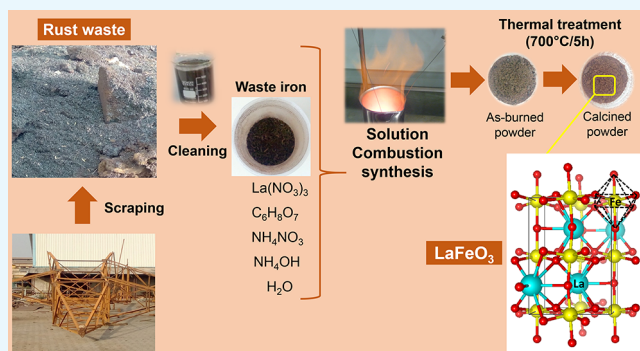 Rust waste
Cleaning
Scraping
Waste iron
La(NO₃)₃
C₆H₈O₇
NH₄NO₃
NH₄OH
H₂O
Solution
Combustion
synthesis
Thermal treatment
(700°C/5h)
As-burned
powder
Calcined
powder
LaFeO₃
Fe
La